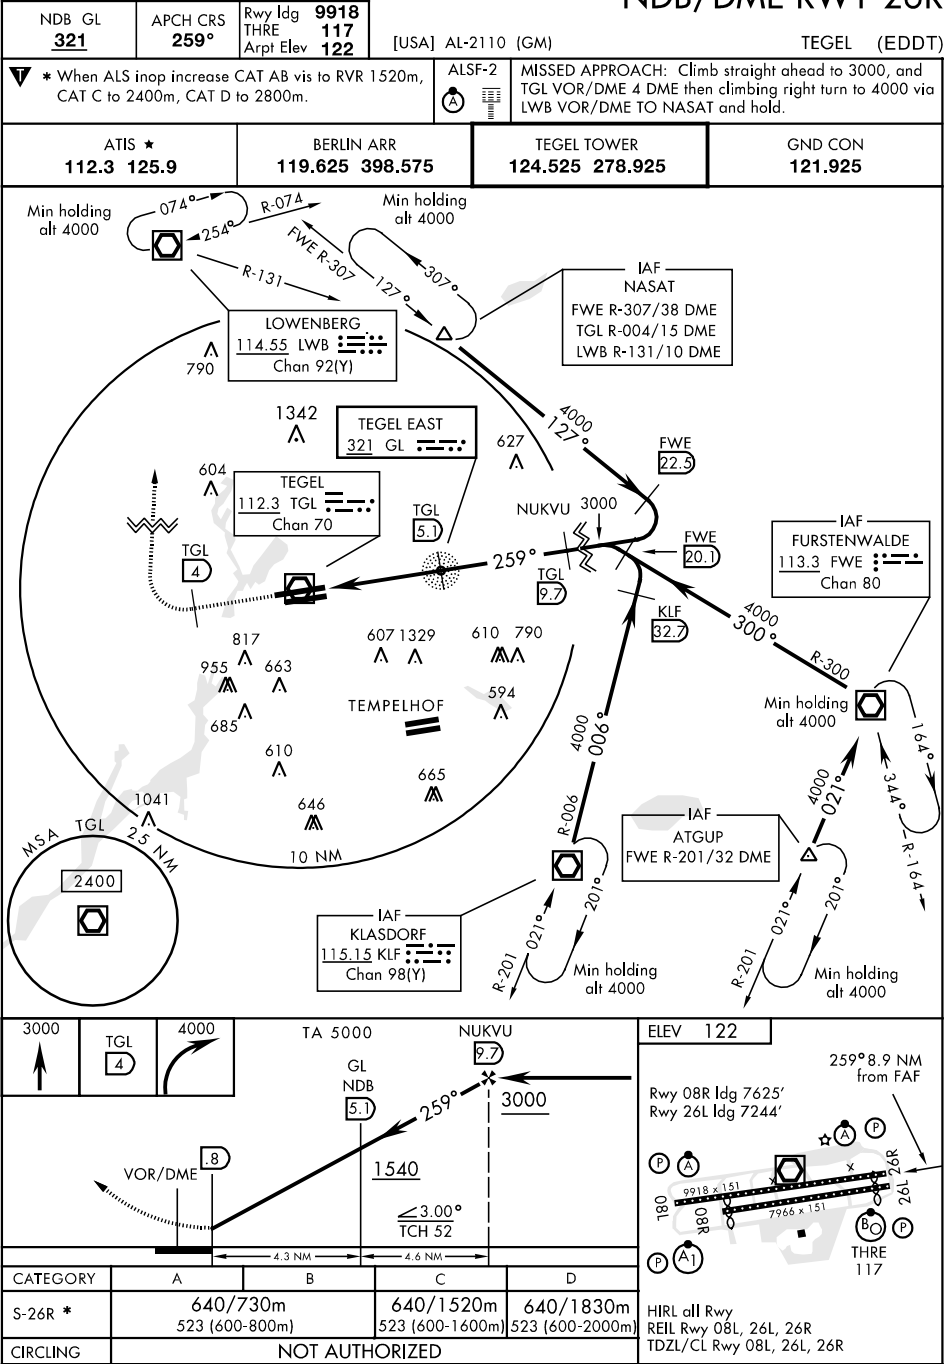 NDB/DME RWY 26R
NDB GL
321
APCH CRS
259°
Rwy ldg 9918
THRE 117
Arpt Elev 122
[USA] AL-2110 (GM)
TEGEL (EDDT)
T
* When ALS inop increase CAT AB vis to RVR 1520m,
CAT C to 2400m, CAT D to 2800m.
ALSF-2
A
MISSED APPROACH: Climb straight ahead to 3000, and
TGL VOR/DME 4 DME then climbing right turn to 4000 via
LWB VOR/DME TO NASAT and hold.
ATIS ★
112.3 125.9
BERLIN ARR
119.625 398.575
TEGEL TOWER
124.525 278.925
GND CON
121.925
Min holding
alt 4000
074°
254°
R-074
R-131
Min holding
alt 4000
FWE R-307
127°
307°
IAF
NASAT
FWE R-307/38 DME
TGL R-004/15 DME
LWB R-131/10 DME
LOWENBERG
114.55 LWB
Chan 92(Y)
790
1342
TEGEL EAST
321 GL
627
4000
127°
FWE
22.5
604
TEGEL
112.3 TGL
Chan 70
TGL
5.1
NUKVU
3000
IAF
FURSTENWALDE
113.3 FWE
Chan 80
TGL
4
259°
TGL
9.7
FWE
20.1
KLF
32.7
4000
300°
R-300
817
607
1329
610
790
955
663
685
594
TEMPELHOF
Min holding
alt 4000
164°
344°
R-164
610
4000
006°
R-006
665
646
1041
10 NM
4000
021°
IAF
ATGUP
FWE R-201/32 DME
MSA TGL
25 NM
2400
IAF
KLASDORF
115.15 KLF
Chan 98(Y)
021°
201°
R-201
Min holding
alt 4000
021°
201°
R-201
Min holding
alt 4000
3000
TGL
4
4000
TA 5000
NUKVU
9.7
GL
NDB
5.1
259°
3000
VOR/DME
.8
1540
3.00°
TCH 52
4.3 NM
4.6 NM
ELEV 122
259° 8.9 NM
from FAF
Rwy 08R ldg 7625'
Rwy 26L ldg 7244'
A
P
P
A
9918 x 151
x
x
7966 x 151
08L
08R
26R
26L
B
P
THRE
117
P
A1
HIRL all Rwy
REIL Rwy 08L, 26L, 26R
TDZL/CL Rwy 08L, 26L, 26R
CATEGORY A B C D
S-26R * 640/730m 640/1520m 640/1830m
523 (600-800m) 523 (600-1600m) 523 (600-2000m)
CIRCLING NOT AUTHORIZED